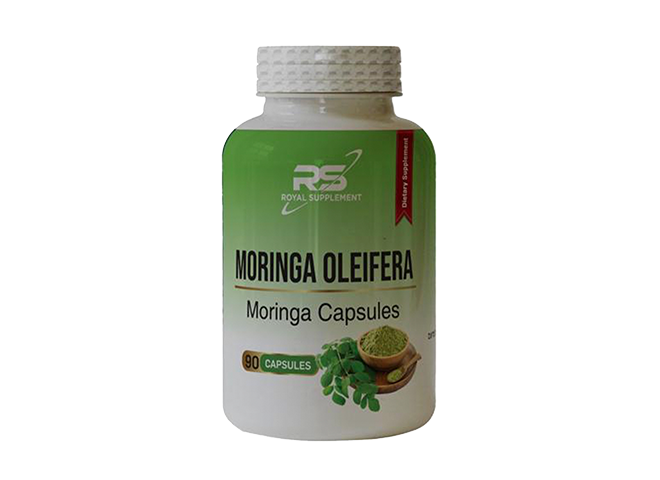 RS
ROYAL SUPPLEMENT
Dietary Supplement
MORINGA OLEIFERA
Moringa Capsules
90 CAPSULES